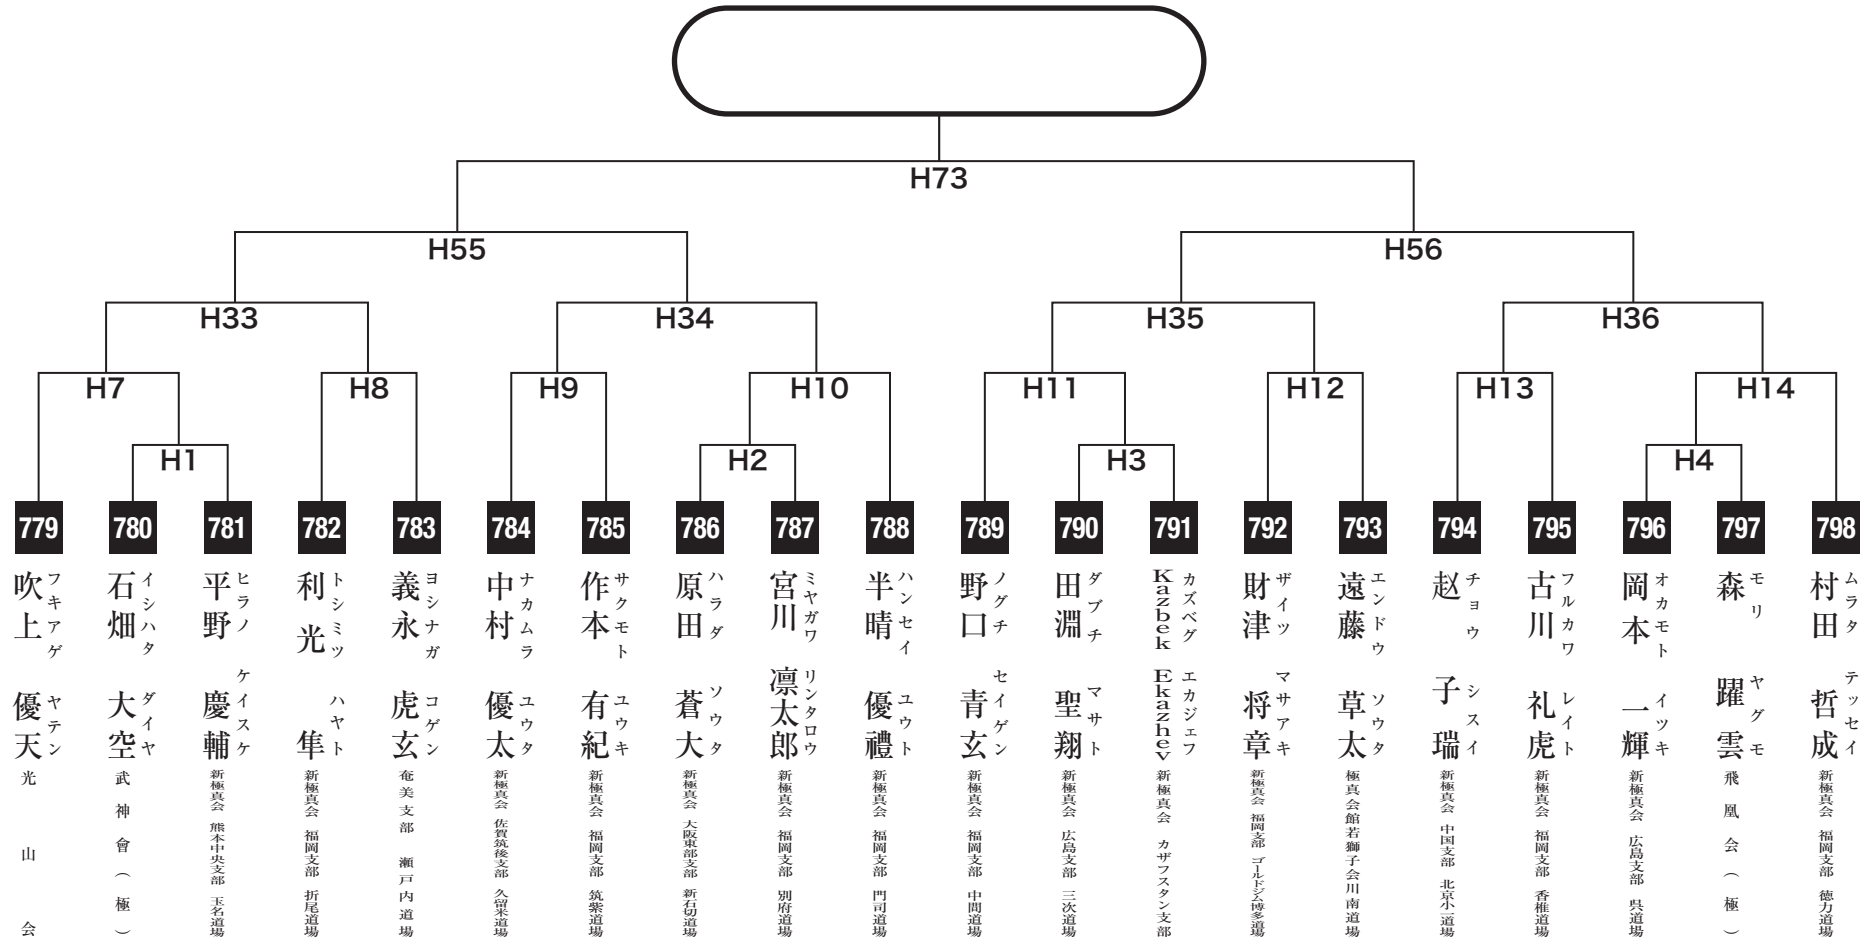 H73
H55
H56
H33
H34
H35
H36
H7
H8
H9
H10
H11
H12
H13
H14
H1
H2
H3
H4
779
吹上 優天
フキアゲ ヤテン
光山会
780
石畑 大空
イシハタ ダイヤ
武神會(極)
781
平野 慶輔
ヒラノ ケイスケ
新極真会 熊本中央支部 玉名道場
782
利光 隼
トシミツ ハヤト
新極真会 福岡支部 折尾道場
783
義永 虎玄
ヨシナガ コゲン
奄美支部 瀬戸内道場
784
中村 優太
ナカムラ ユウタ
新極真会 佐賀筑後支部 久留米道場
785
作本 有紀
サクモト ユウキ
新極真会 福岡支部 筑紫道場
786
原田 蒼大
ハラダ ソウタ
新極真会 大阪東部支部 新石切道場
787
宮川 凛太郎
ミヤガワ リンタロウ
新極真会 福岡支部 別府道場
788
半晴 優禮
ハンセイ ユウト
新極真会 福岡支部 門司道場
789
野口 青玄
ノグチ セイゲン
新極真会 福岡支部 中間道場
790
田淵 聖翔
ダブチ マサト
新極真会 広島支部 三次道場
791
Kazbek Ekazhev
カズベグ エカジェフ
新極真会 カザフスタン支部
792
財津 将章
ザイツ マサアキ
新極真会 福岡支部 ゴールドジム博多道場
793
遠藤 草太
エンドウ ソウタ
極真会館若獅子会川南道場
794
赵 子瑞
チョウ シスイ
新極真会 中国支部 北京小二道場
795
古川 礼虎
フルカワ レイト
新極真会 福岡支部 香椎道場
796
岡本 一輝
オカモト イツキ
新極真会 広島支部 呉道場
797
森 躍雲
モリ ヤグモ
飛凰会(極)
798
村田 哲成
ムラタ テッセイ
新極真会 福岡支部 徳力道場